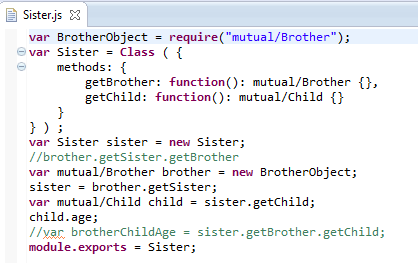 Sister.js
var BrotherObject = require("mutual/Brother");
var Sister = Class ( {
methods: {
getBrother: function(): mutual/Brother {},
getChild: function(): mutual/Child {}
}
} ) ;
var Sister sister = new Sister;
//brother.getSister.getBrother
var mutual/Brother brother = new BrotherObject;
sister = brother.getSister;
var mutual/Child child = sister.getChild;
child.age;
//var brotherChildAge = sister.getBrother.getChild;
module.exports = Sister;